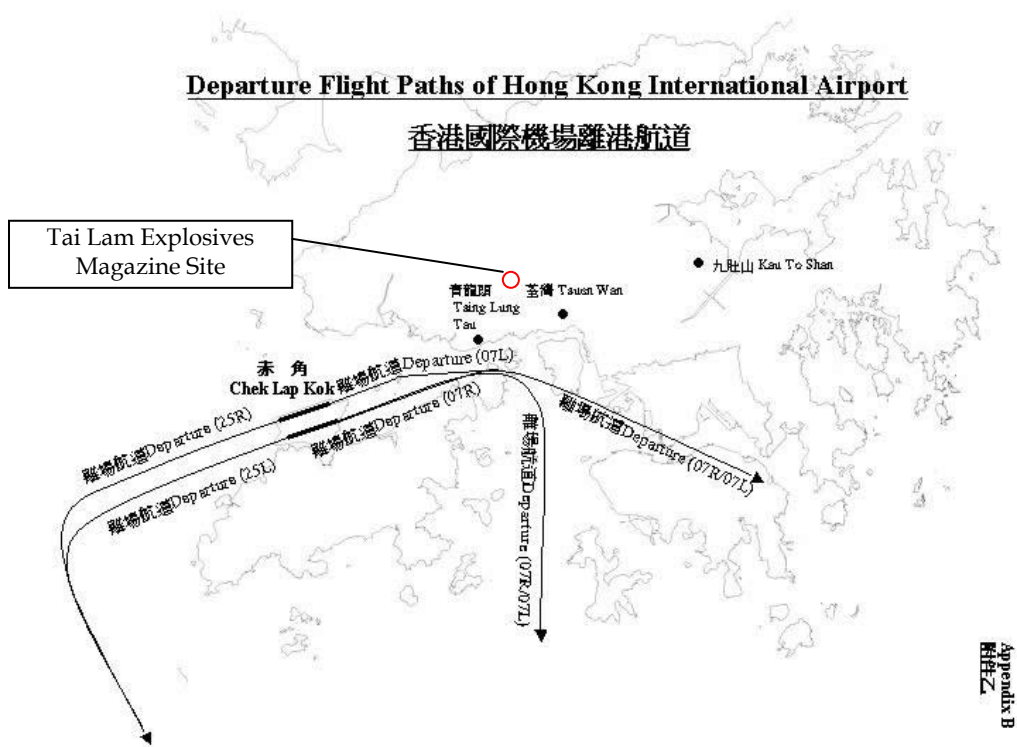 Departure Flight Paths of Hong Kong International Airport
香港國際機場離港航道
Tai Lam Explosives
Magazine Site
九肚山 Kau To Shan
青龍頭
Tsing Lung
Tau
荃灣 Tsuen Wan
赤 角
Chek Lap Kok
離場航道Departure (07L)
離場航道Departure (07R)
離場航道Departure (25R)
離場航道Departure (25L)
離場航道Departure (07R/07L)
離場航道Departure (07R/07L)
Appendix B
附件乙